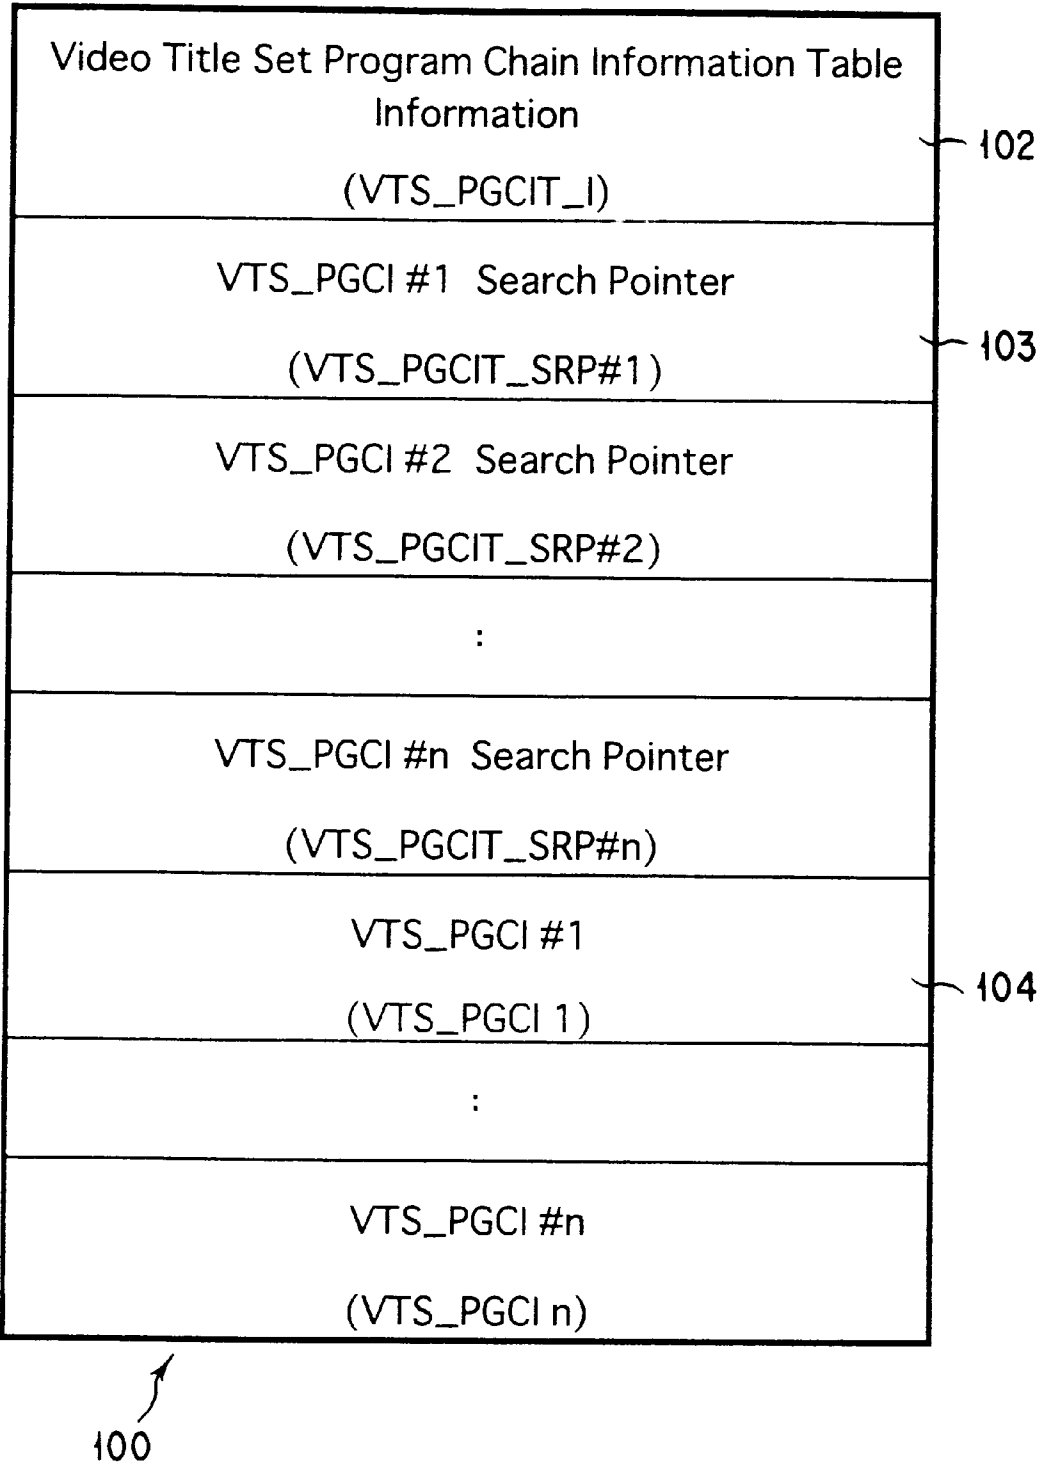 Video Title Set Program Chain Information Table
Information
(VTS_PGCIT_I)
102
VTS_PGCI #1 Search Pointer
(VTS_PGCIT_SRP#1)
103
VTS_PGCI #2 Search Pointer
(VTS_PGCIT_SRP#2)
:
VTS_PGCI #n Search Pointer
(VTS_PGCIT_SRP#n)
VTS_PGCI #1
(VTS_PGCI 1)
104
:
VTS_PGCI #n
(VTS_PGCI n)
100